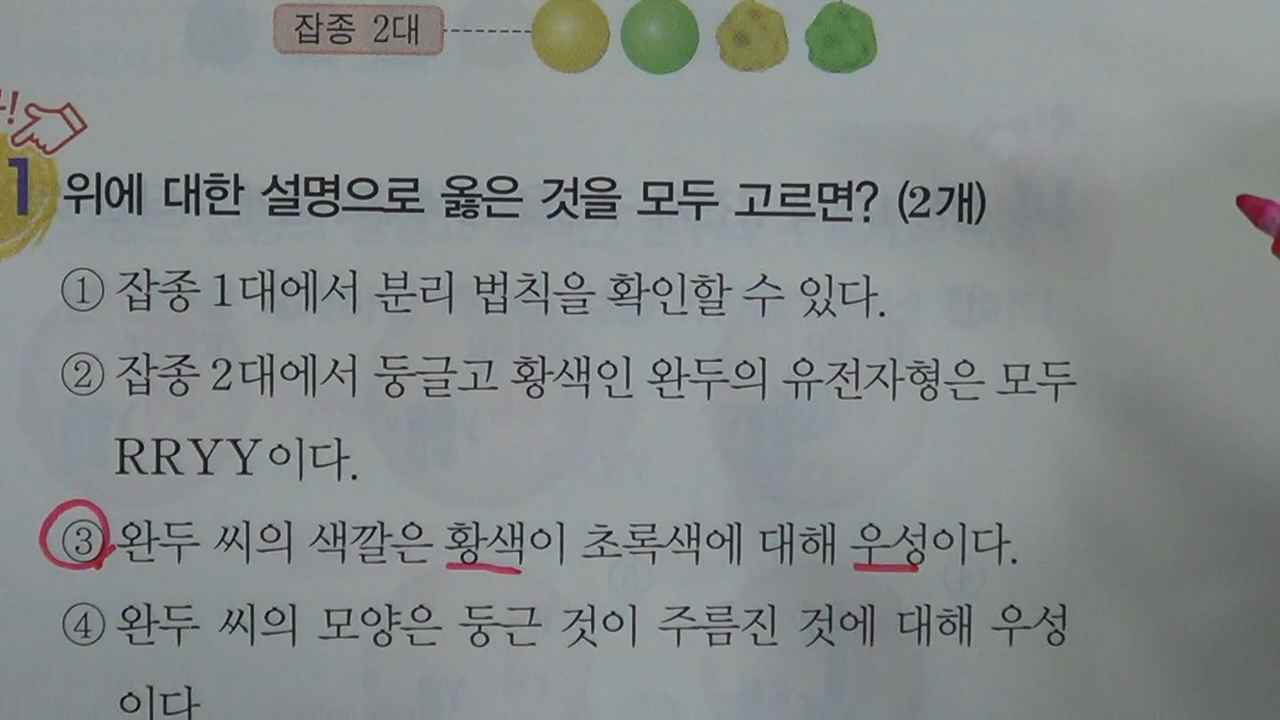 잡종 2대
1 위에 대한 설명으로 옳은 것을 모두 고르면? (2개)
① 잡종 1대에서 분리 법칙을 확인할 수 있다.
② 잡종 2대에서 둥글고 황색인 완두의 유전자형은 모두
RRYY이다.
③ 완두 씨의 색깔은 황색이 초록색에 대해 우성이다.
④ 완두 씨의 모양은 둥근 것이 주름진 것에 대해 우성
이다